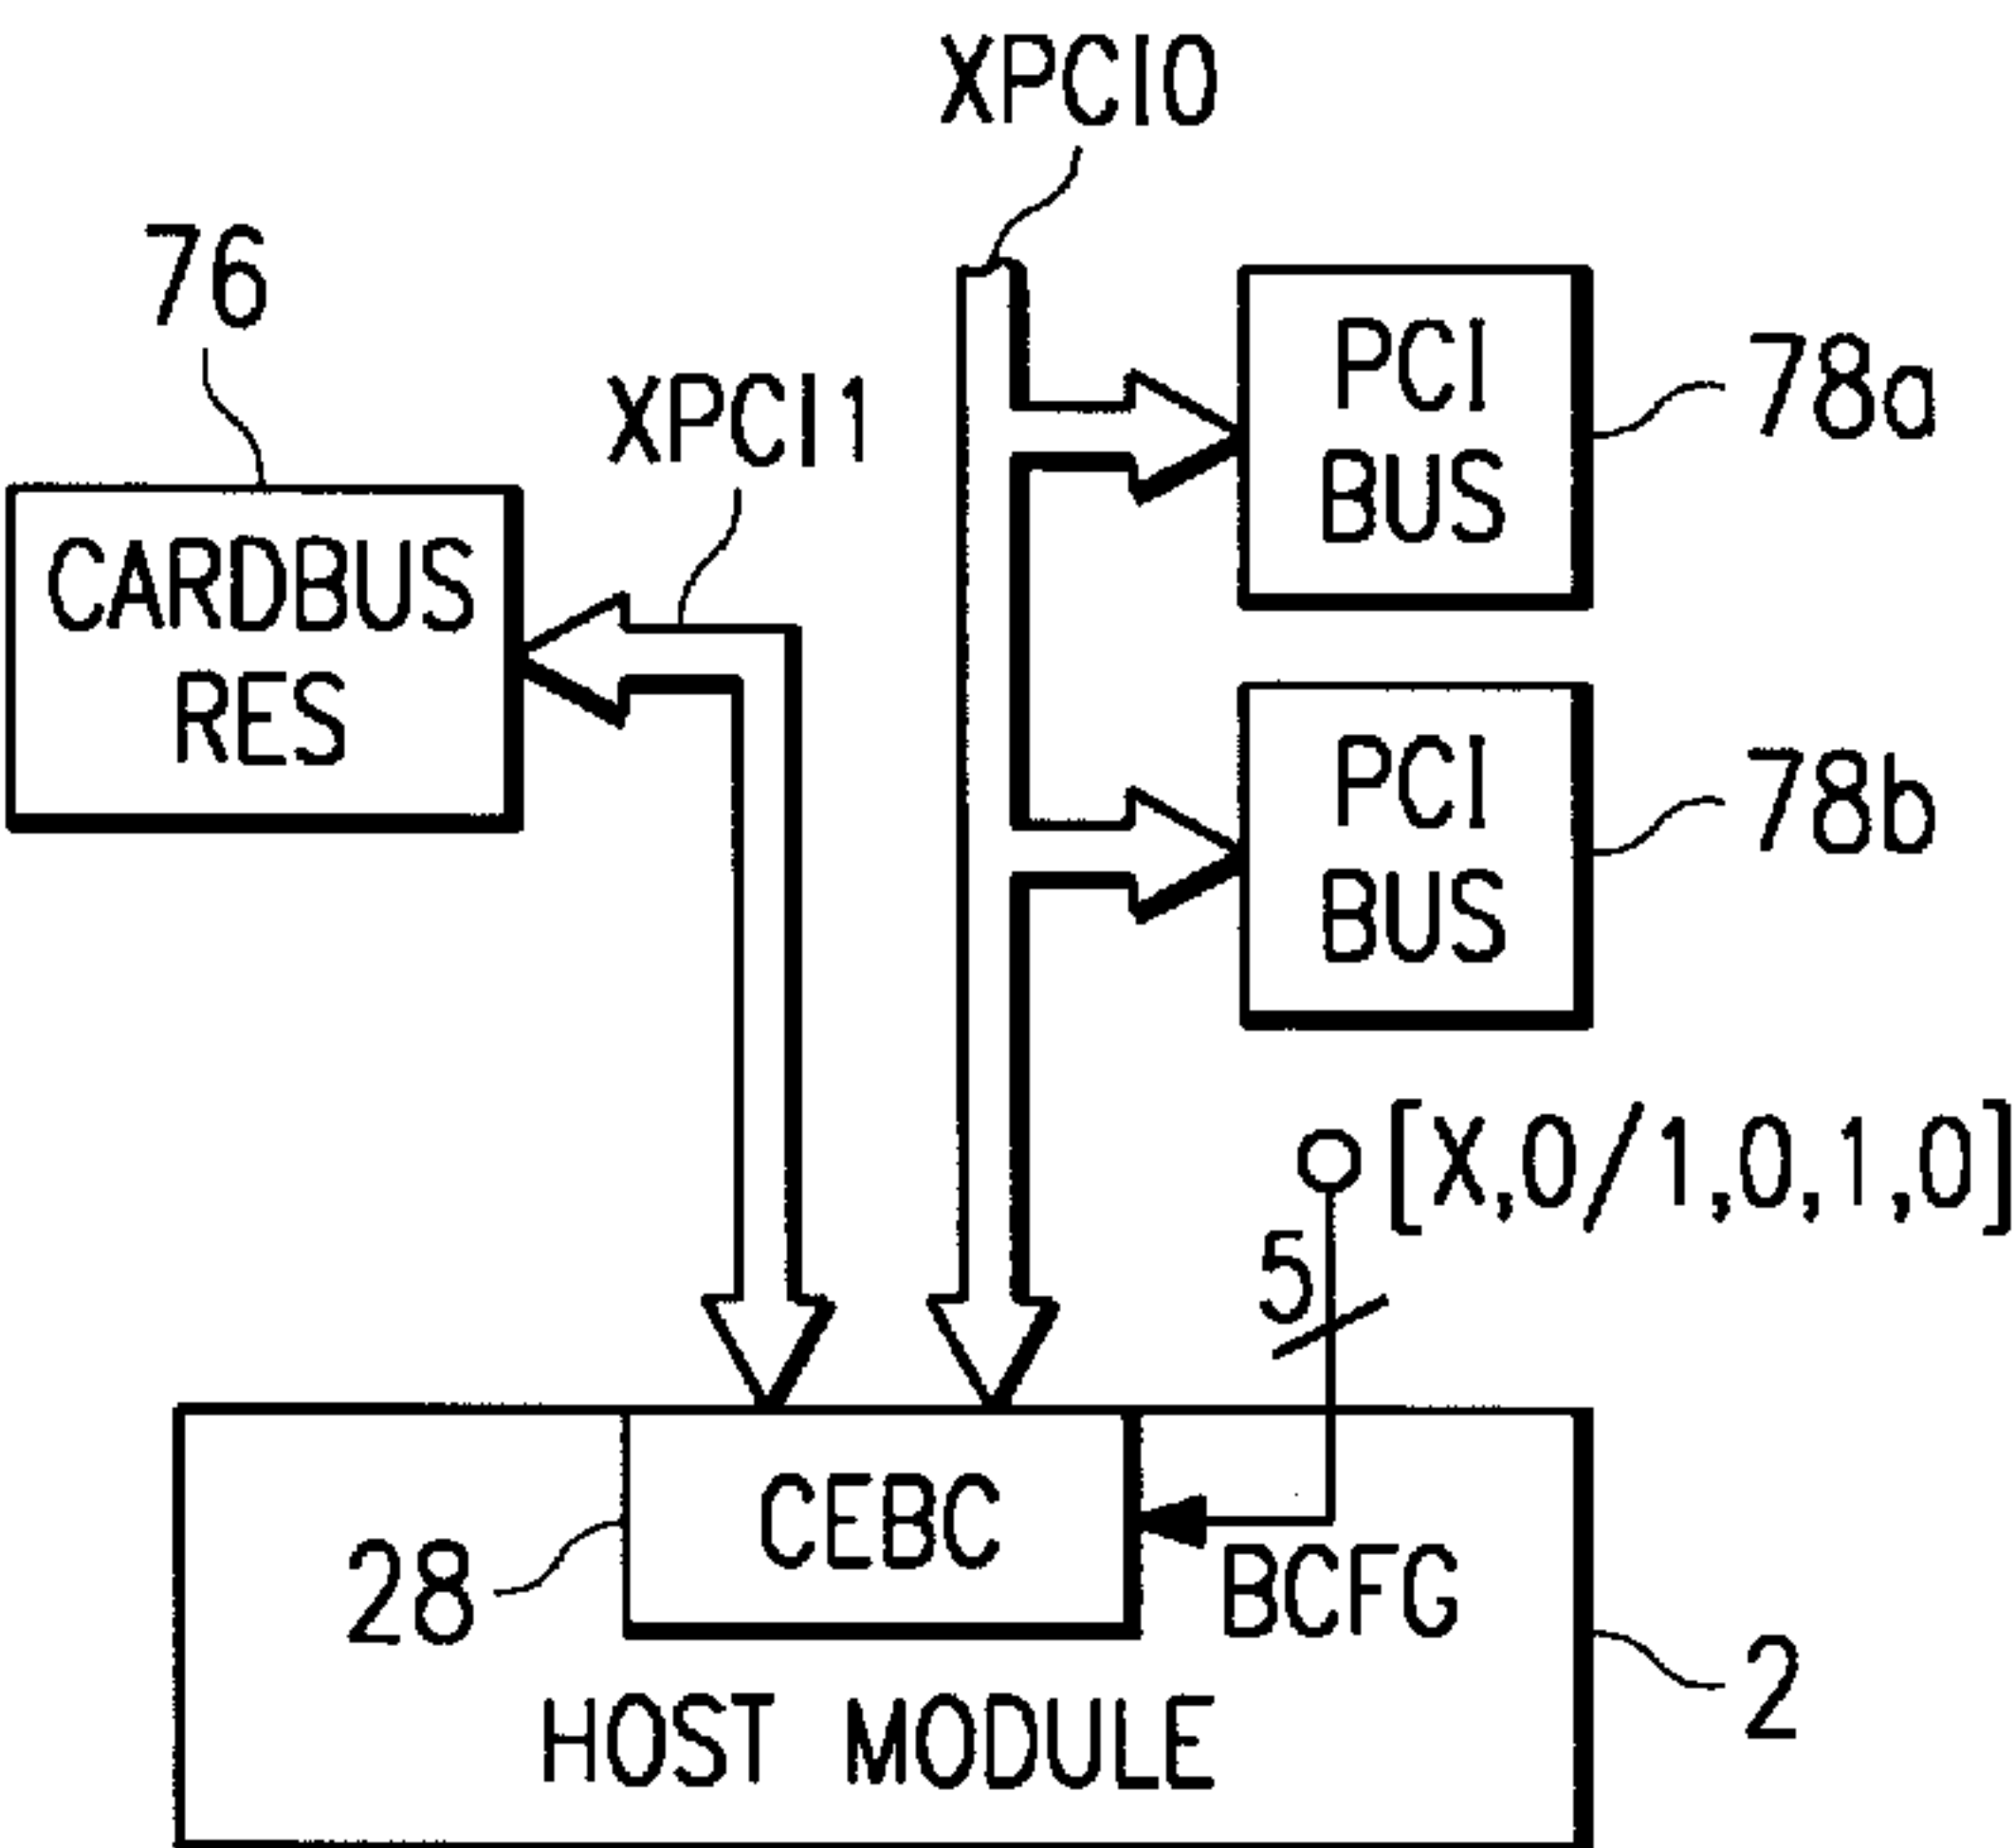 XPCI0
76
XPCI1
CARDBUS
RES
PCI
BUS
78a
PCI
BUS
78b
[X,0/1,0,1,0]
5
CEBC
28
BCFG
2
HOST MODULE